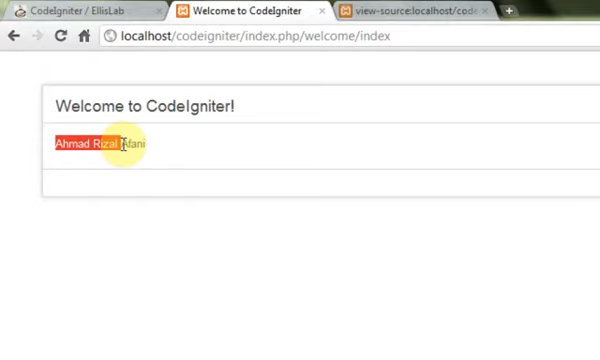 CodeIgniter / EllisLab
Welcome to CodeIgniter
view-source:localhost/code
localhost/codeigniter/index.php/welcome/index
Welcome to CodeIgniter!
Ahmad Rizal Afani